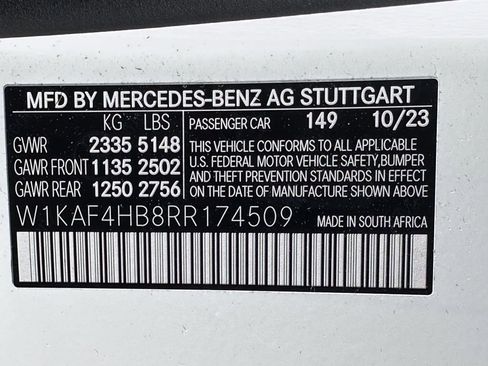 MFD BY MERCEDES-BENZ AG STUTTGART
KG LBS PASSENGER CAR 149 10/23
GVWR 2335 5148
GAWR FRONT 1135 2502
GAWR REAR 1250 2756
THIS VEHICLE CONFORMS TO ALL APPLICABLE
U.S. FEDERAL MOTOR VEHICLE SAFETY,BUMPER
AND THEFT PREVENTION STANDARDS IN EFFECT
ON THE DATE OF MANUFACTURE SHOWN ABOVE.
W1KAF4HB8RR174509 MADE IN SOUTH AFRICA